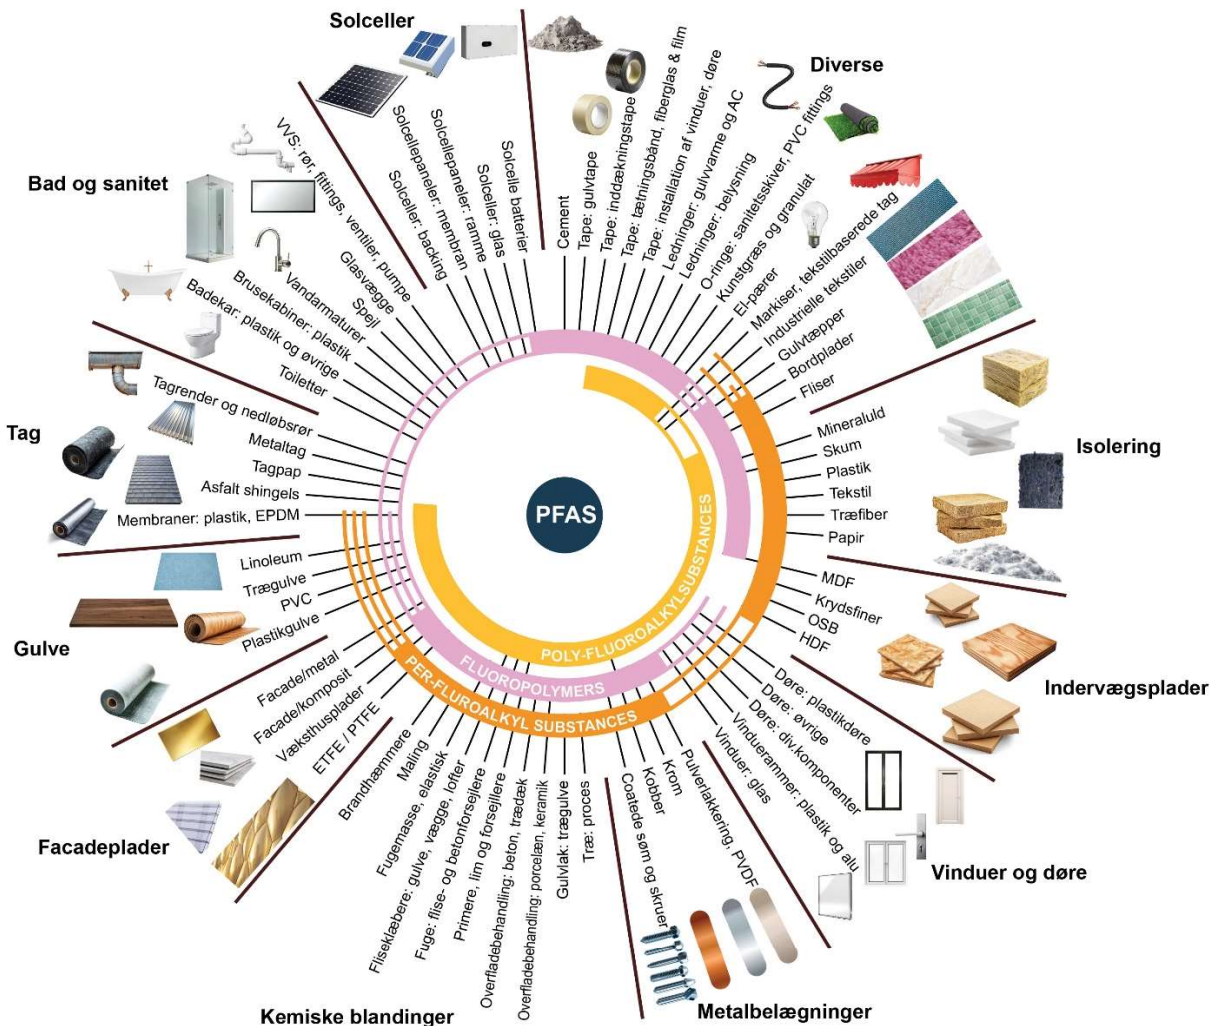 Solceller
Solcellepaneler: membran
Solcellepaneler: ramme
Solceller: backing
Solceller: glas
Solcelle batterier
Diverse
Cement
Tape: gulvtape
Tape: inddækningstape
Tape: tætningsbånd, fiberglas & film
Tape: installation af vinduer, døre
Ledninger: gulvvarme og AC
Ledninger: belysning
O-ringe: sanitetsskiver, PVC fittings
Kunstgræs og granulat
El-pærer
Markiser, tekstilbaserede tag
Industrielle tekstiler
Gulvtæpper
Bordplader
Fliser
Isolering
Mineraluld
Skum
Plastik
Tekstil
Træfiber
Papir
Indervægsplader
MDF
Krydsfiner
OSB
HDF
Vinduer og døre
Døre: plastikdøre
Døre: øvrige
Døre: div.komponenter
Vinduerammer: plastik og alu
Vinduer: glas
Metalbelægninger
Pulverlakkering, PVDF
Krom
Kobber
Coatede søm og skruer
Kemiske blandinger
Træ: proces
Gulvlak: trægulve
Overfladebehandling: porcelæn, keramik
Overfladebehandling: beton, trædæk
Primere, lim og forsejllere
Fuge: flise- og betonforsejlere
Fliseklæbere: gulve, vægge, lofter
Fugemasse, elastisk
Maling
Brandhæmmere
Facadeplader
ETFE / PTFE
Væksthusplader
Facade/komposit
Facade/metal
Gulve
Plastikgulve
PVC
Trægulve
Linoleum
Tag
Membraner: plastik, EPDM
Asfalt shingels
Tagpap
Metaltag
Tagrender og nedløbsrør
Bad og sanitet
Toiletter
Badekar: plastik og øvrige
Brusekabiner: plastik
Vandarmaturer
Spejl
Glasvægge
VVS: rør, fittings, ventiler, pumpe
PFAS
POLY-FLUOROALKYLSUBSTANCES
FLUOROPOLYMERS
PER-FLUROALKYL SUBSTANCES